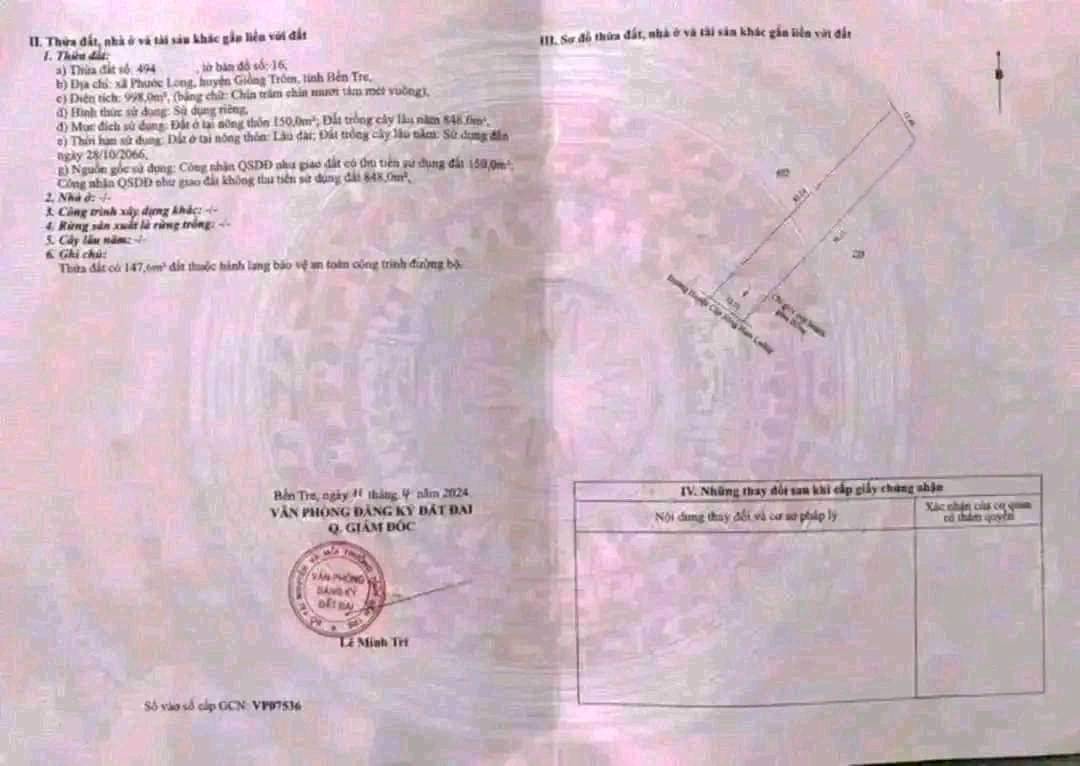 II. Thửa đất, nhà ở và tài sản khác gắn liền với đất
1. Thửa đất:
a) Thửa đất số: 494 , tờ bản đồ số: 16,
b) Địa chỉ: xã Phước Long, huyện Giồng Trôm, tỉnh Bến Tre,
c) Diện tích: 998,0m², (bằng chữ: Chín trăm chín mươi tám mét vuông),
d) Hình thức sử dụng: Sử dụng riêng,
đ) Mục đích sử dụng: Đất ở tại nông thôn 150,0m²; Đất trồng cây lâu năm 848,0m²,
e) Thời hạn sử dụng: Đất ở tại nông thôn: Lâu dài; Đất trồng cây lâu năm: Sử dụng đến
ngày 28/10/2066,
g) Nguồn gốc sử dụng: Công nhận QSDĐ như giao đất có thu tiền sử dụng đất 150,0m²;
Công nhận QSDĐ như giao đất không thu tiền sử dụng đất 848,0m²,
2. Nhà ở: -/-
3. Công trình xây dựng khác: -/-
4. Rừng sản xuất là rừng trồng: -/-
5. Cây lâu năm: -/-
6. Ghi chú:
Thửa đất có 147,6m² đất thuộc hành lang bảo vệ an toàn công trình đường bộ.
Bến Tre, ngày 11 tháng 4 năm 2024
VĂN PHÒNG ĐĂNG KÝ ĐẤT ĐAI
Q. GIÁM ĐỐC
VĂN PHÒNG
ĐĂNG KÝ
ĐẤT ĐAI
Lê Minh Trí
Số vào sổ cấp GCN: VP07536
III. Sơ đồ thửa đất, nhà ở và tài sản khác gắn liền với đất
B
IV. Những thay đổi sau khi cấp giấy chứng nhận
Nội dung thay đổi và cơ sở pháp lý
Xác nhận của cơ quan
có thẩm quyền